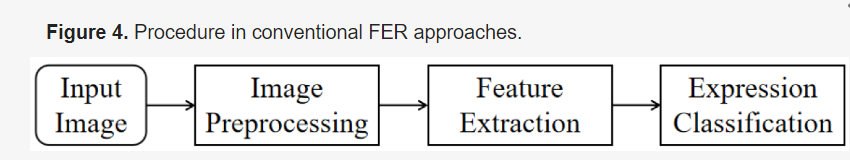 Figure 4. Procedure in conventional FER approaches.
Input
Image
Image
Preprocessing
Feature
Extraction
Expression
Classification